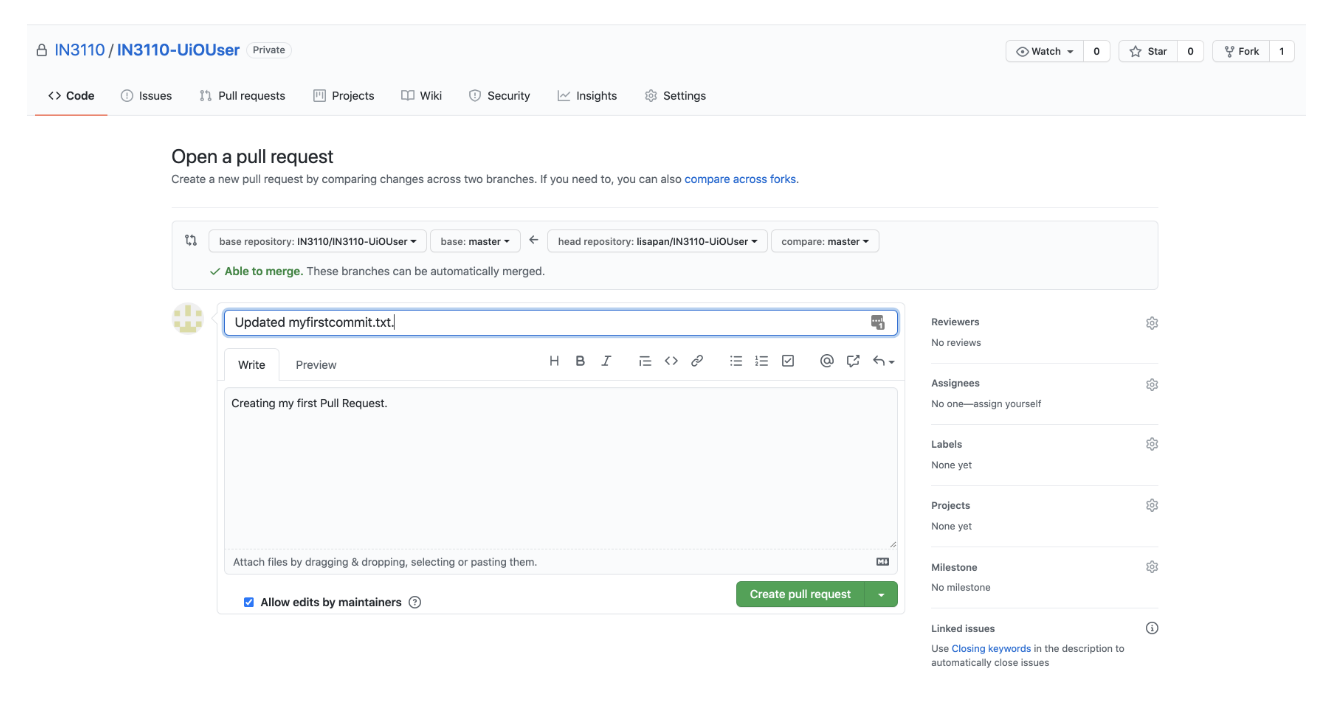 IN3110 / IN3110-UiOUser Private
Watch 0 Star 0 Fork 1
Code Issues Pull requests Projects Wiki Security Insights Settings
Open a pull request
Create a new pull request by comparing changes across two branches. If you need to, you can also compare across forks.
base repository: IN3110/IN3110-UiOUser base: master ← head repository: lisapan/IN3110-UiOUser compare: master
Able to merge. These branches can be automatically merged.
Updated myfirstcommit.txt.
Write Preview
Creating my first Pull Request.
Attach files by dragging & dropping, selecting or pasting them.
Allow edits by maintainers
Create pull request
Reviewers
No reviews
Assignees
No one—assign yourself
Labels
None yet
Projects
None yet
Milestone
No milestone
Linked issues
Use Closing keywords in the description to
automatically close issues